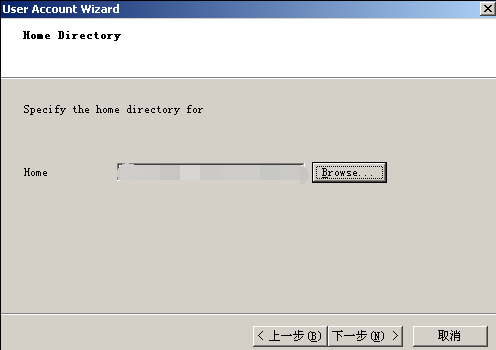 User Account Wizard
Home Directory
Specify the home directory for
Home
Browse...
< 上一步(B) 下一步(N) > 取消